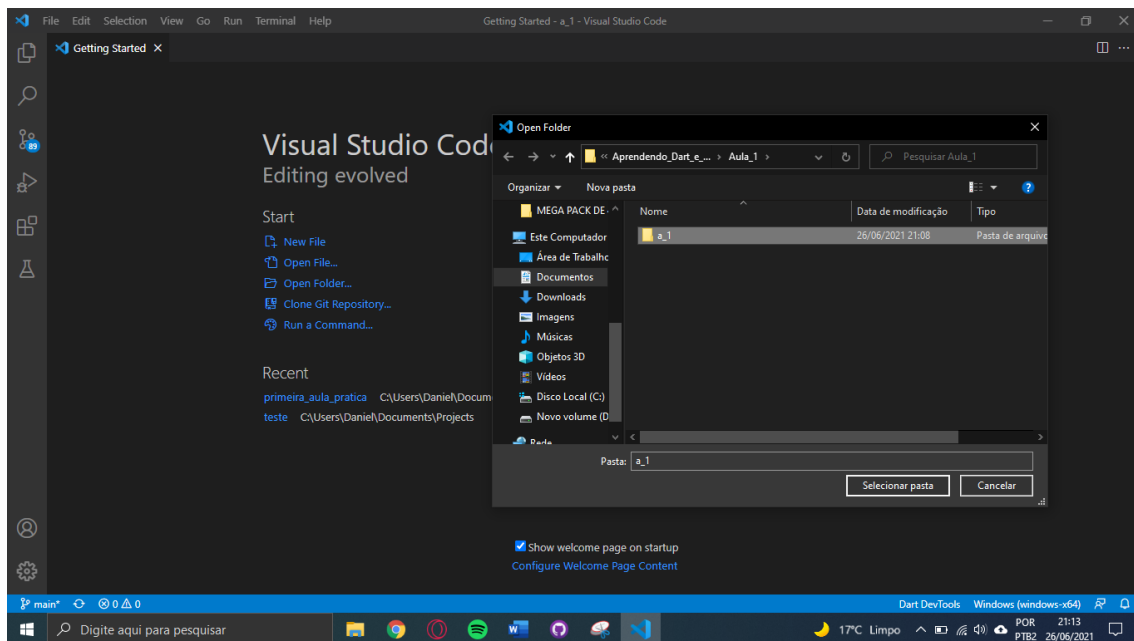 File Edit Selection View Go Run Terminal Help Getting Started - a_1 - Visual Studio Code
Getting Started
89
Visual Studio Cod
Editing evolved
Start
New File
Open File...
Open Folder...
Clone Git Repository...
Run a Command...
Recent
primeira_aula_pratica C:\Users\Daniel\Docum
teste C:\Users\Daniel\Documents\Projects
Open Folder
« Aprendendo_Dart_e_... › Aula_1 › Pesquisar Aula_1
Organizar Nova pasta
MEGA PACK DE
Este Computador
Área de Trabalho
Documentos
Downloads
Imagens
Músicas
Objetos 3D
Vídeos
Disco Local (C:)
Novo volume (D
Rede
Nome Data de modificação Tipo
a_1 26/06/2021 21:08 Pasta de arquivo
Pasta: a_1
Selecionar pasta Cancelar
Show welcome page on startup
Configure Welcome Page Content
main* 0 0 Dart DevTools Windows (windows-x64)
Digite aqui para pesquisar 17°C Limpo POR 21:13
PTB2 26/06/2021